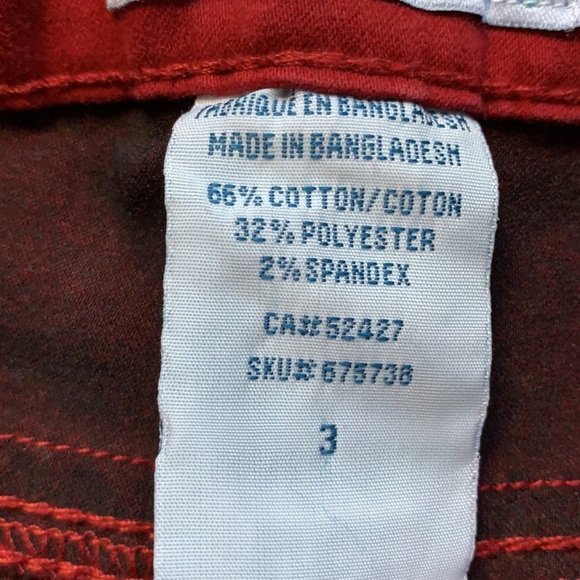 FABRIQUE EN BANGLADESH
MADE IN BANGLADESH
66% COTTON/COTON
32% POLYESTER
2% SPANDEX
CA# 52427
SKU# 675738
3